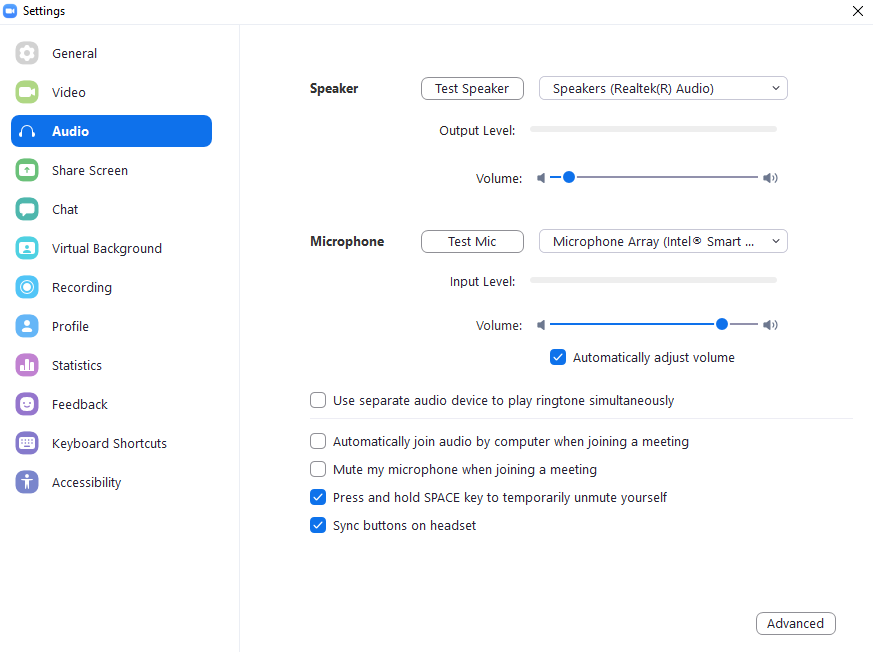 Settings
General
Video
Audio
Share Screen
Chat
Virtual Background
Recording
Profile
Statistics
Feedback
Keyboard Shortcuts
Accessibility
Speaker Test Speaker Speakers (Realtek(R) Audio)
Output Level:
Volume:
Microphone Test Mic Microphone Array (Intel® Smart ...
Input Level:
Volume:
Automatically adjust volume
Use separate audio device to play ringtone simultaneously
Automatically join audio by computer when joining a meeting
Mute my microphone when joining a meeting
Press and hold SPACE key to temporarily unmute yourself
Sync buttons on headset
Advanced